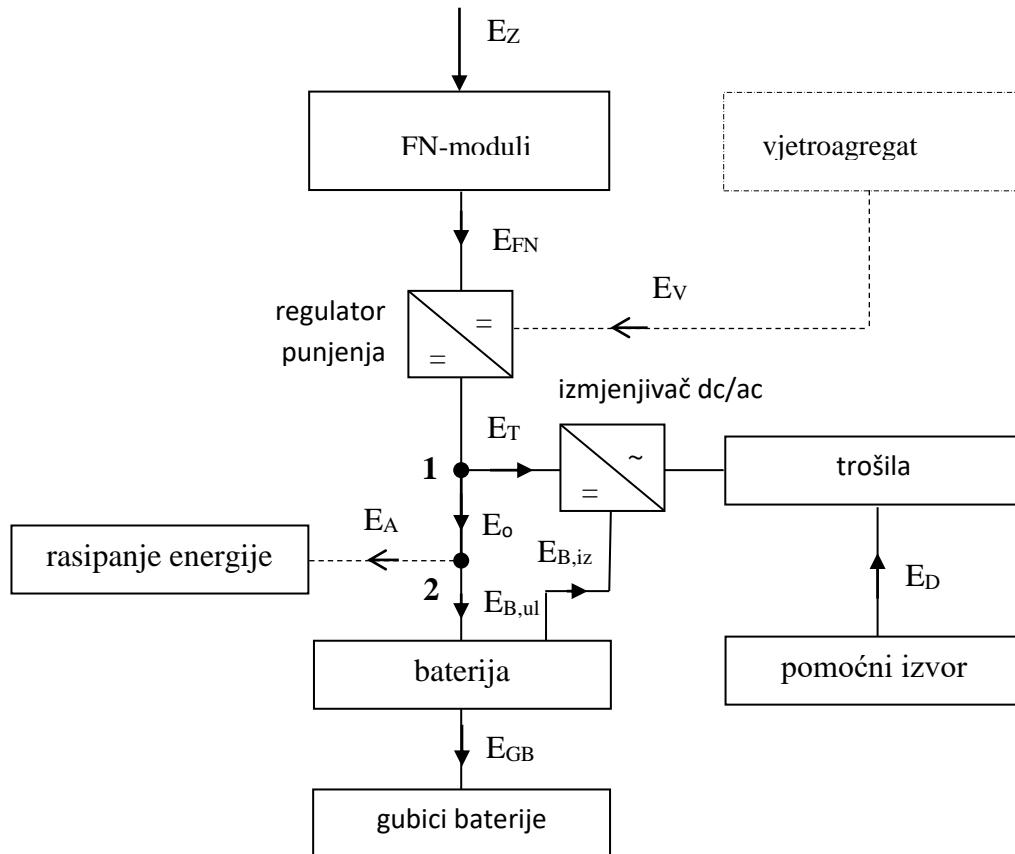 EZ
FN-moduli
vjetroagregat
EFN
EV
regulator
punjenja
=
=
izmjenjivač dc/ac
ET
~
=
trošila
1
EA
Eo
rasipanje energije
EB,iz
ED
2
EB,ul
baterija
pomoćni izvor
EGB
gubici baterije